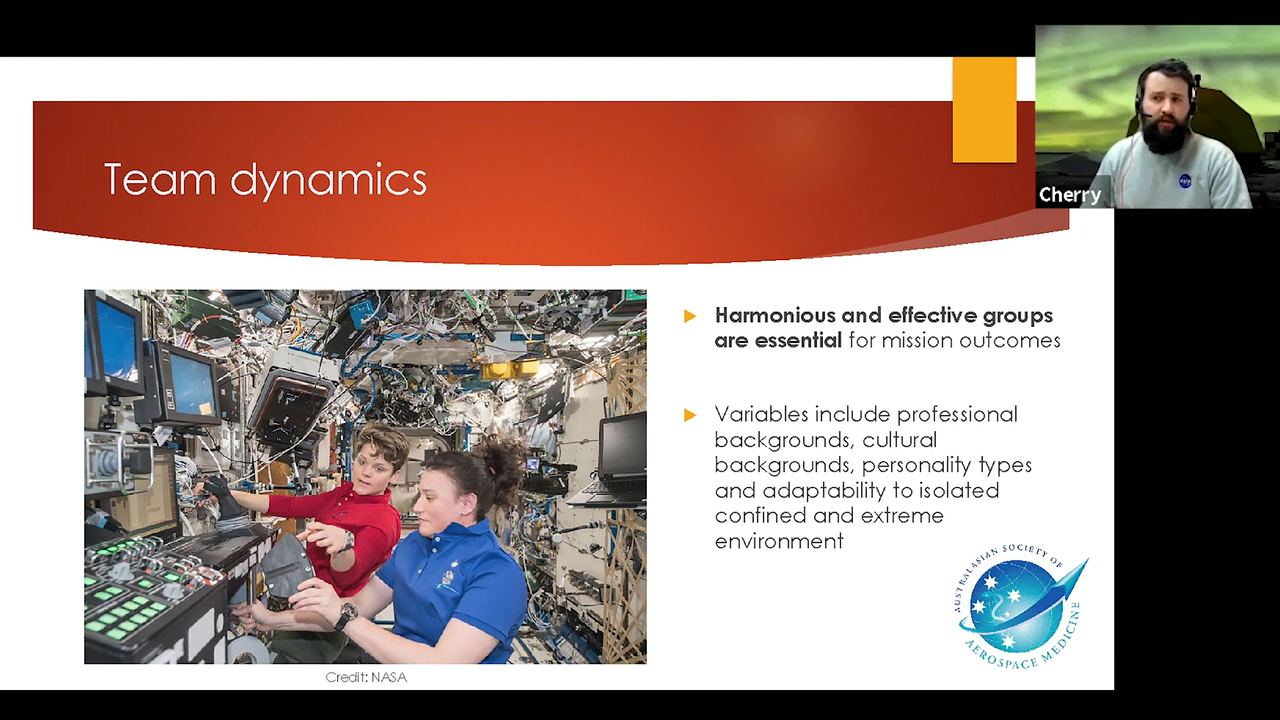 Team dynamics
Cherry
Harmonious and effective groups
are essential for mission outcomes
Variables include professional
backgrounds, cultural
backgrounds, personality types
and adaptability to isolated
confined and extreme
environment
AUSTRALASIAN SOCIETY OF
AEROSPACE MEDICINE
Credit: NASA